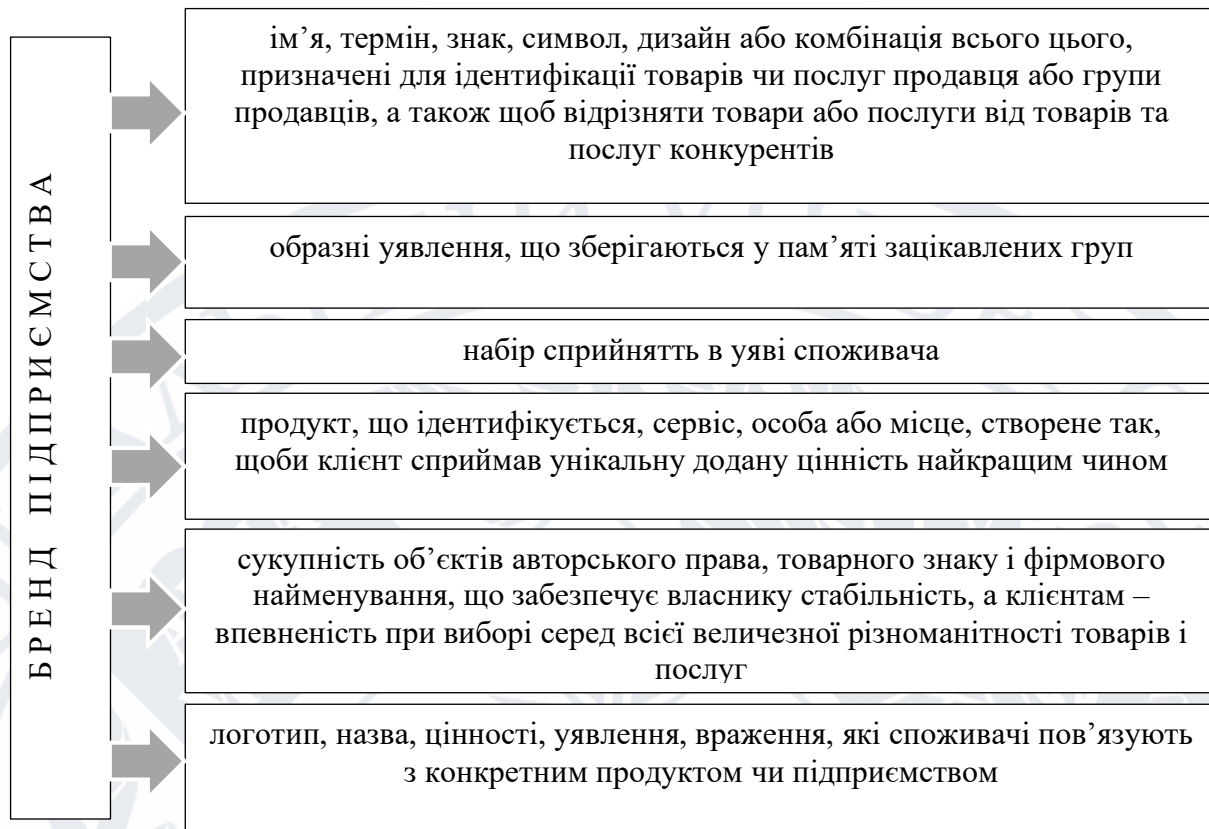 БРЕНД ПІДПРИЄМСТВА
ім’я, термін, знак, символ, дизайн або комбінація всього цього,
призначені для ідентифікації товарів чи послуг продавця або групи
продавців, а також щоб відрізняти товари або послуги від товарів та
послуг конкурентів
образні уявлення, що зберігаються у пам’яті зацікавлених груп
набір сприйнятть в уяві споживача
продукт, що ідентифікується, сервіс, особа або місце, створене так,
щоби клієнт сприймав унікальну додану цінність найкращим чином
сукупність об’єктів авторського права, товарного знаку і фірмового
найменування, що забезпечує власнику стабільність, а клієнтам –
впевненість при виборі серед всієї величезної різноманітності товарів і
послуг
логотип, назва, цінності, уявлення, враження, які споживачі пов’язують
з конкретним продуктом чи підприємством